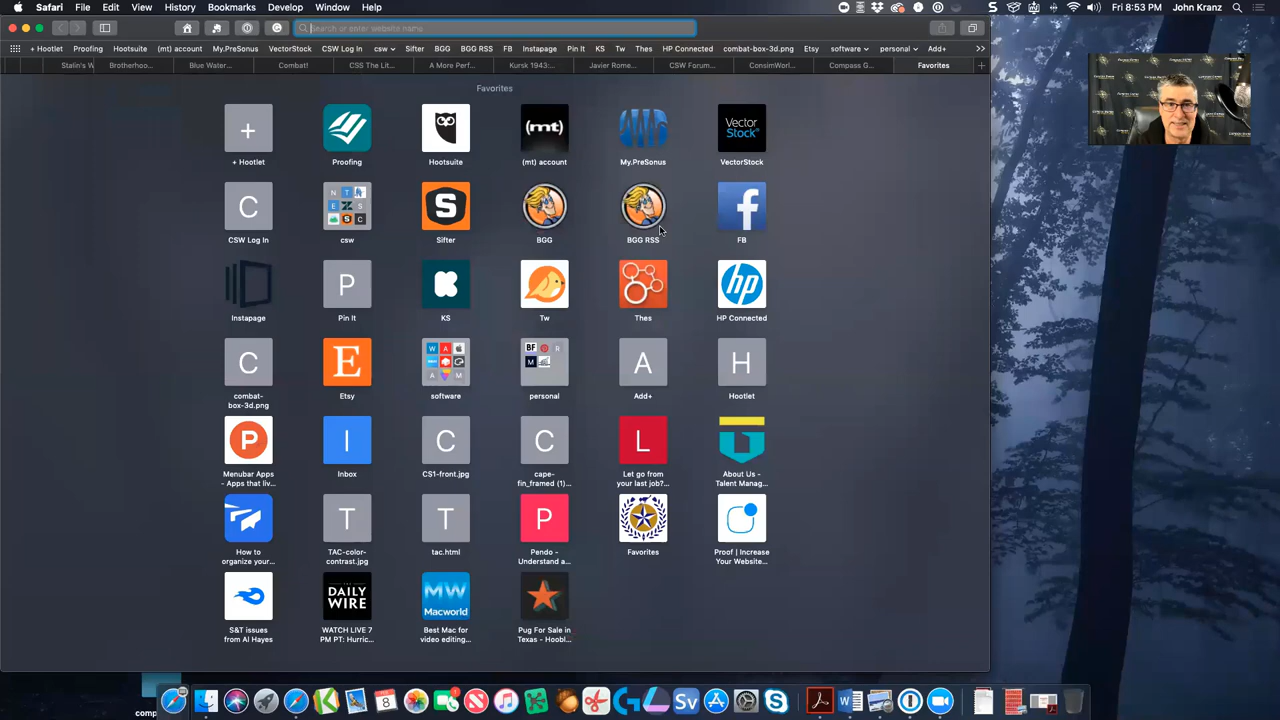 Safari File Edit View History Bookmarks Develop Window Help Fri 8:53 PM John Kranz
Search or enter website name
+ Hootlet Proofing Hootsuite (mt) account My.PreSonus VectorStock CSW Log In csw Sifter BGG BGG RSS FB Instapage Pin It KS Tw Thes HP Connected combat-box-3d.png Etsy software personal Add+ >>
Stalin's W Brotherhoo... Blue Water... Combat! CSS The Lit... A More Perf... Kursk 1943:... Javier Rome... CSW Forum... ConsimWorl... Compass G... Favorites +
Favorites
+ (mt) Vector Stock
+ Hootlet Proofing Hootsuite (mt) account My.PreSonus VectorStock
C N T E Z S S C S f
CSW Log In csw Sifter BGG BGG RSS FB
P K hp
Instapage Pin It KS Tw Thes HP Connected
C E W A A M BF R M A H
combat-box-3d.png Etsy software personal Add+ Hootlet
P I C C L
Menubar Apps - Apps that liv... Inbox CS1-front.jpg cape-fin_framed (1)... Let go from your last job?... About Us - Talent Manag...
T T P
How to organize your... TAC-color-contrast.jpg tac.html Pendo - Understand a... Favorites Proof | Increase Your Website...
THE DAILY WIRE MW Macworld
S&T issues from Al Hayes WATCH LIVE 7 PM PT: Hurric... Best Mac for video editing... Pug For Sale in Texas - Hoobl...
8
Sv
W
comp